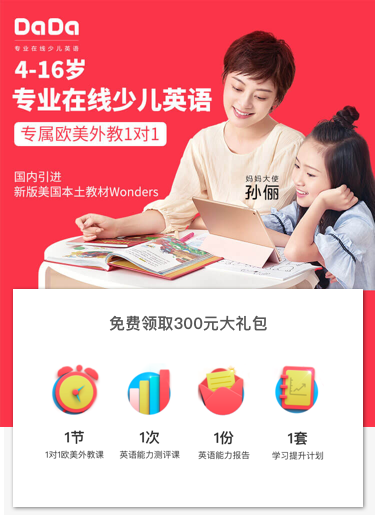 DaDa
专业在线少儿英语
4-16岁
专业在线少儿英语
专属欧美外教1对1
国内引进
新版美国本土教材Wonders
妈妈大使
孙俪
免费领取300元大礼包
1节
1次
1份
1套
1对1欧美外教课
英语能力测评课
英语能力报告
学习提升计划